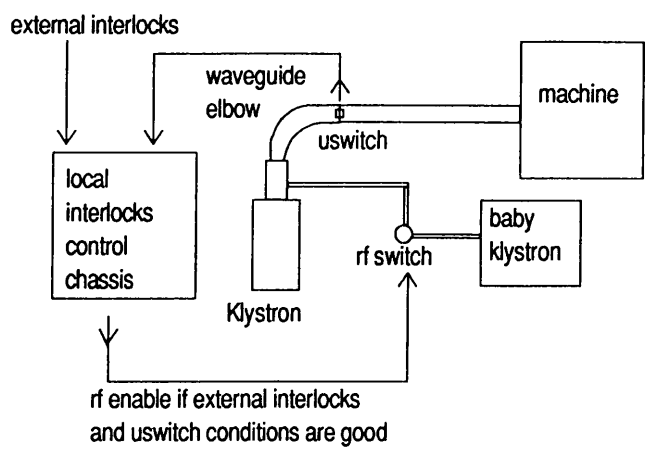 external interlocks
waveguide
elbow
machine
uswitch
local
interlocks
control
chassis
baby
klystron
rf switch
Klystron
rf enable if external interlocks
and uswitch conditions are good